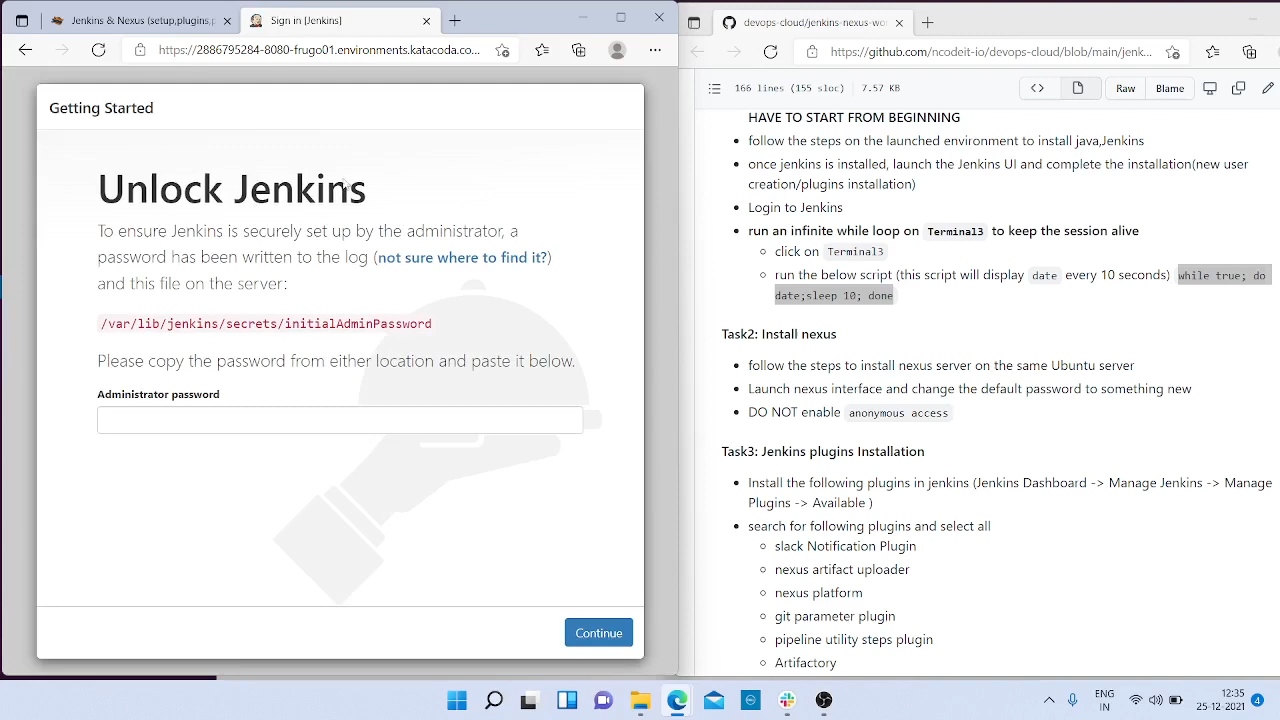 Jenkins & Nexus (setup,plugins,p
Sign in [Jenkins]
https://2886795284-8080-frugo01.environments.katacoda.co...
Getting Started
Unlock Jenkins
To ensure Jenkins is securely set up by the administrator, a
password has been written to the log (not sure where to find it?)
and this file on the server:
/var/lib/jenkins/secrets/initialAdminPassword
Please copy the password from either location and paste it below.
Administrator password
Continue
devops-cloud/jenkins-nexus-wo
https://github.com/ncodeit-io/devops-cloud/blob/main/jenk...
166 lines (155 sloc) 7.57 KB
Raw
Blame
HAVE TO START FROM BEGINNING
follow the steps on the launched environment to install java,Jenkins
once jenkins is installed, launch the Jenkins UI and complete the installation(new user
creation/plugins installation)
Login to Jenkins
run an infinite while loop on Terminal3 to keep the session alive
click on Terminal3
run the below script (this script will display date every 10 seconds) while true; do
date;sleep 10; done
Task2: Install nexus
follow the steps to install nexus server on the same Ubuntu server
Launch nexus interface and change the default password to something new
DO NOT enable anonymous access
Task3: Jenkins plugins Installation
Install the following plugins in jenkins (Jenkins Dashboard -> Manage Jenkins -> Manage
Plugins -> Available )
search for following plugins and select all
slack Notification Plugin
nexus artifact uploader
nexus platform
git parameter plugin
pipeline utility steps plugin
Artifactory
ENG
IN
12:35
25-12-2021
4